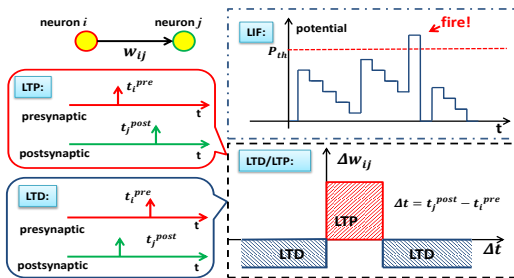 neuron i
neuron j
w_ij
LTP:
t_i^pre
presynaptic
t
t_j^post
postsynaptic
t
LTD:
t_i^pre
presynaptic
t
t_j^post
postsynaptic
t
LIF:
potential
fire!
P_th
t
LTD/LTP:
Δw_ij
Δt = t_j^post − t_i^pre
LTP
LTD
LTD
Δt